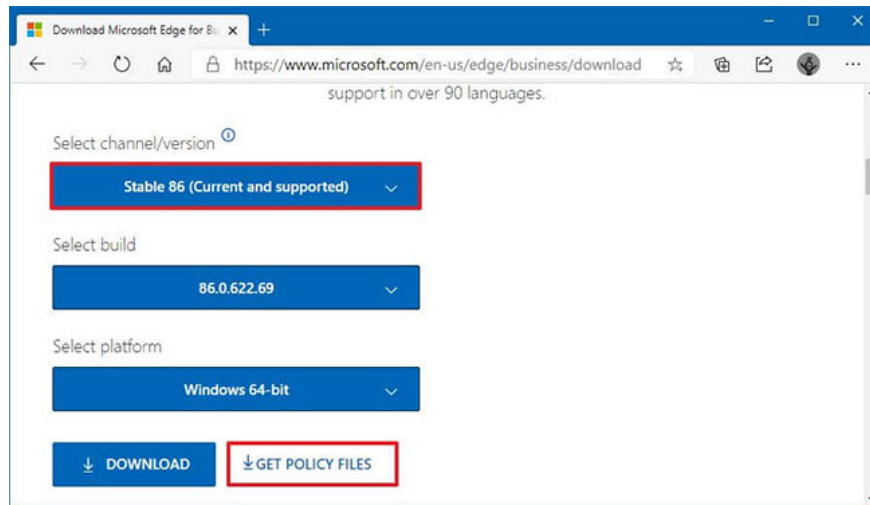 Download Microsoft Edge for Bu
https://www.microsoft.com/en-us/edge/business/download
support in over 90 languages.
Select channel/version
Stable 86 (Current and supported)
Select build
86.0.622.69
Select platform
Windows 64-bit
DOWNLOAD
GET POLICY FILES